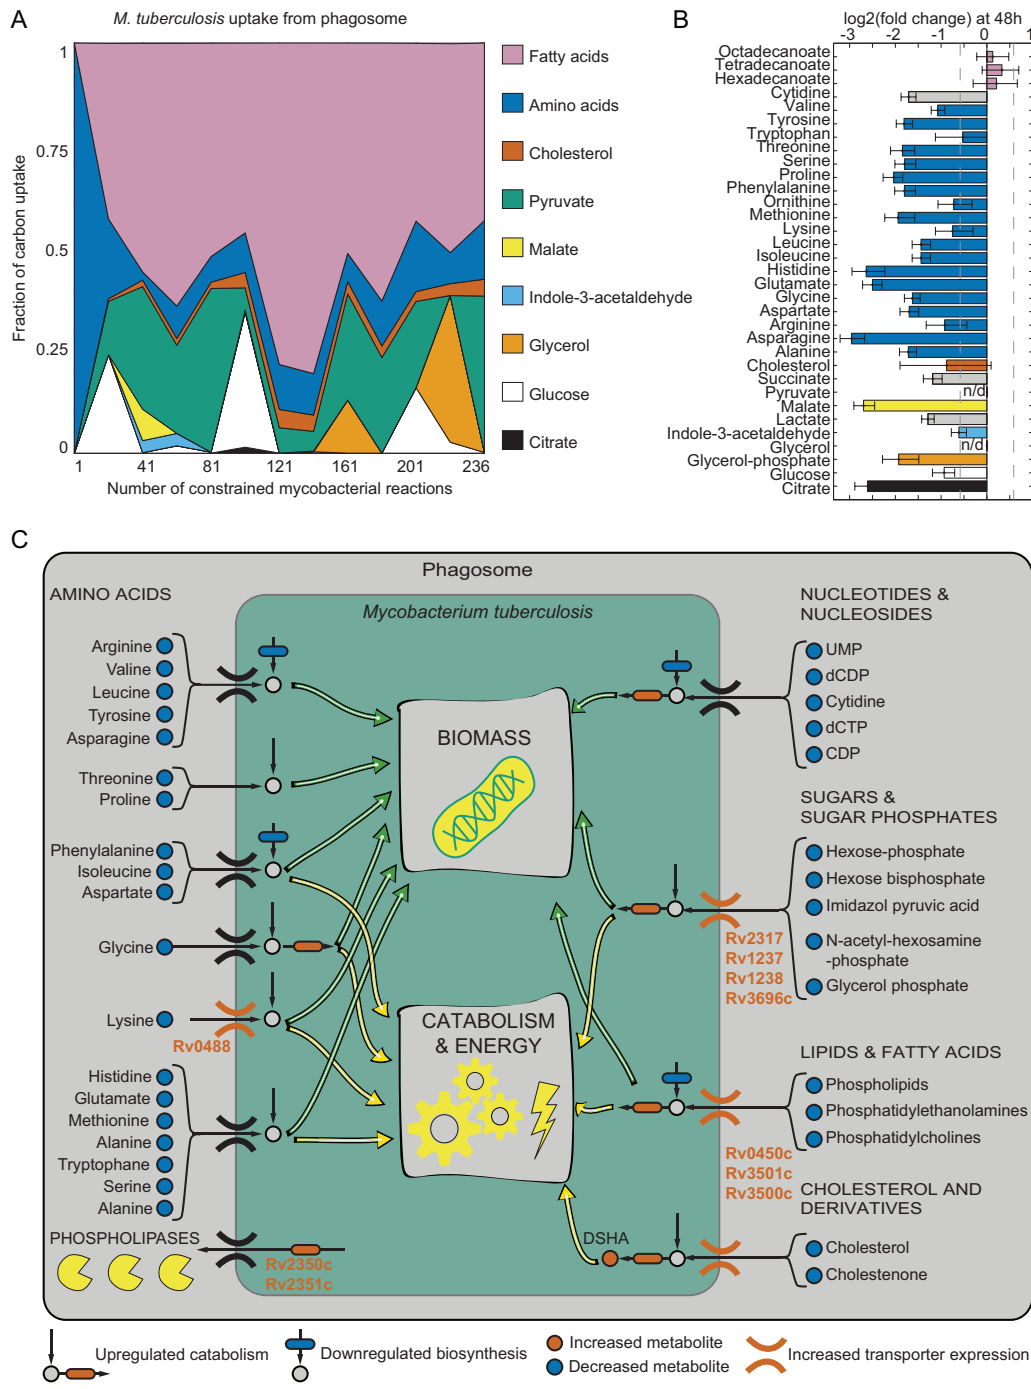 A
M. tuberculosis uptake from phagosome
Fraction of carbon uptake
1
0.75
0.5
0.25
0
1
41
81
121
161
201
236
Number of constrained mycobacterial reactions
Fatty acids
Amino acids
Cholesterol
Pyruvate
Malate
Indole-3-acetaldehyde
Glycerol
Glucose
Citrate
B
log2(fold change) at 48h
-3 -2 -1 0 1
Octadecanoate
Tetradecanoate
Hexadecanoate
Cytidine
Valine
Tyrosine
Tryptophan
Threonine
Serine
Proline
Phenylalanine
Ornithine
Methionine
Lysine
Leucine
Isoleucine
Histidine
Glutamate
Glycine
Aspartate
Arginine
Asparagine
Alanine
Cholesterol
Succinate
Pyruvate n/d
Malate
Lactate
Indole-3-acetaldehyde
Glycerol n/d
Glycerol-phosphate
Glucose
Citrate
C
Phagosome
Mycobacterium tuberculosis
AMINO ACIDS
Arginine
Valine
Leucine
Tyrosine
Asparagine
Threonine
Proline
Phenylalanine
Isoleucine
Aspartate
Glycine
Lysine
Rv0488
Histidine
Glutamate
Methionine
Alanine
Tryptophane
Serine
Alanine
PHOSPHOLIPASES
Rv2350c
Rv2351c
BIOMASS
CATABOLISM
& ENERGY
DSHA
NUCLEOTIDES &
NUCLEOSIDES
UMP
dCDP
Cytidine
dCTP
CDP
SUGARS &
SUGAR PHOSPHATES
Hexose-phosphate
Hexose bisphosphate
Imidazol pyruvic acid
N-acetyl-hexosamine
-phosphate
Glycerol phosphate
Rv2317
Rv1237
Rv1238
Rv3696c
LIPIDS & FATTY ACIDS
Phospholipids
Phosphatidylethanolamines
Phosphatidylcholines
Rv0450c
Rv3501c
Rv3500c
CHOLESTEROL AND
DERIVATIVES
Cholesterol
Cholestenone
Upregulated catabolism
Downregulated biosynthesis
Increased metabolite
Decreased metabolite
Increased transporter expression